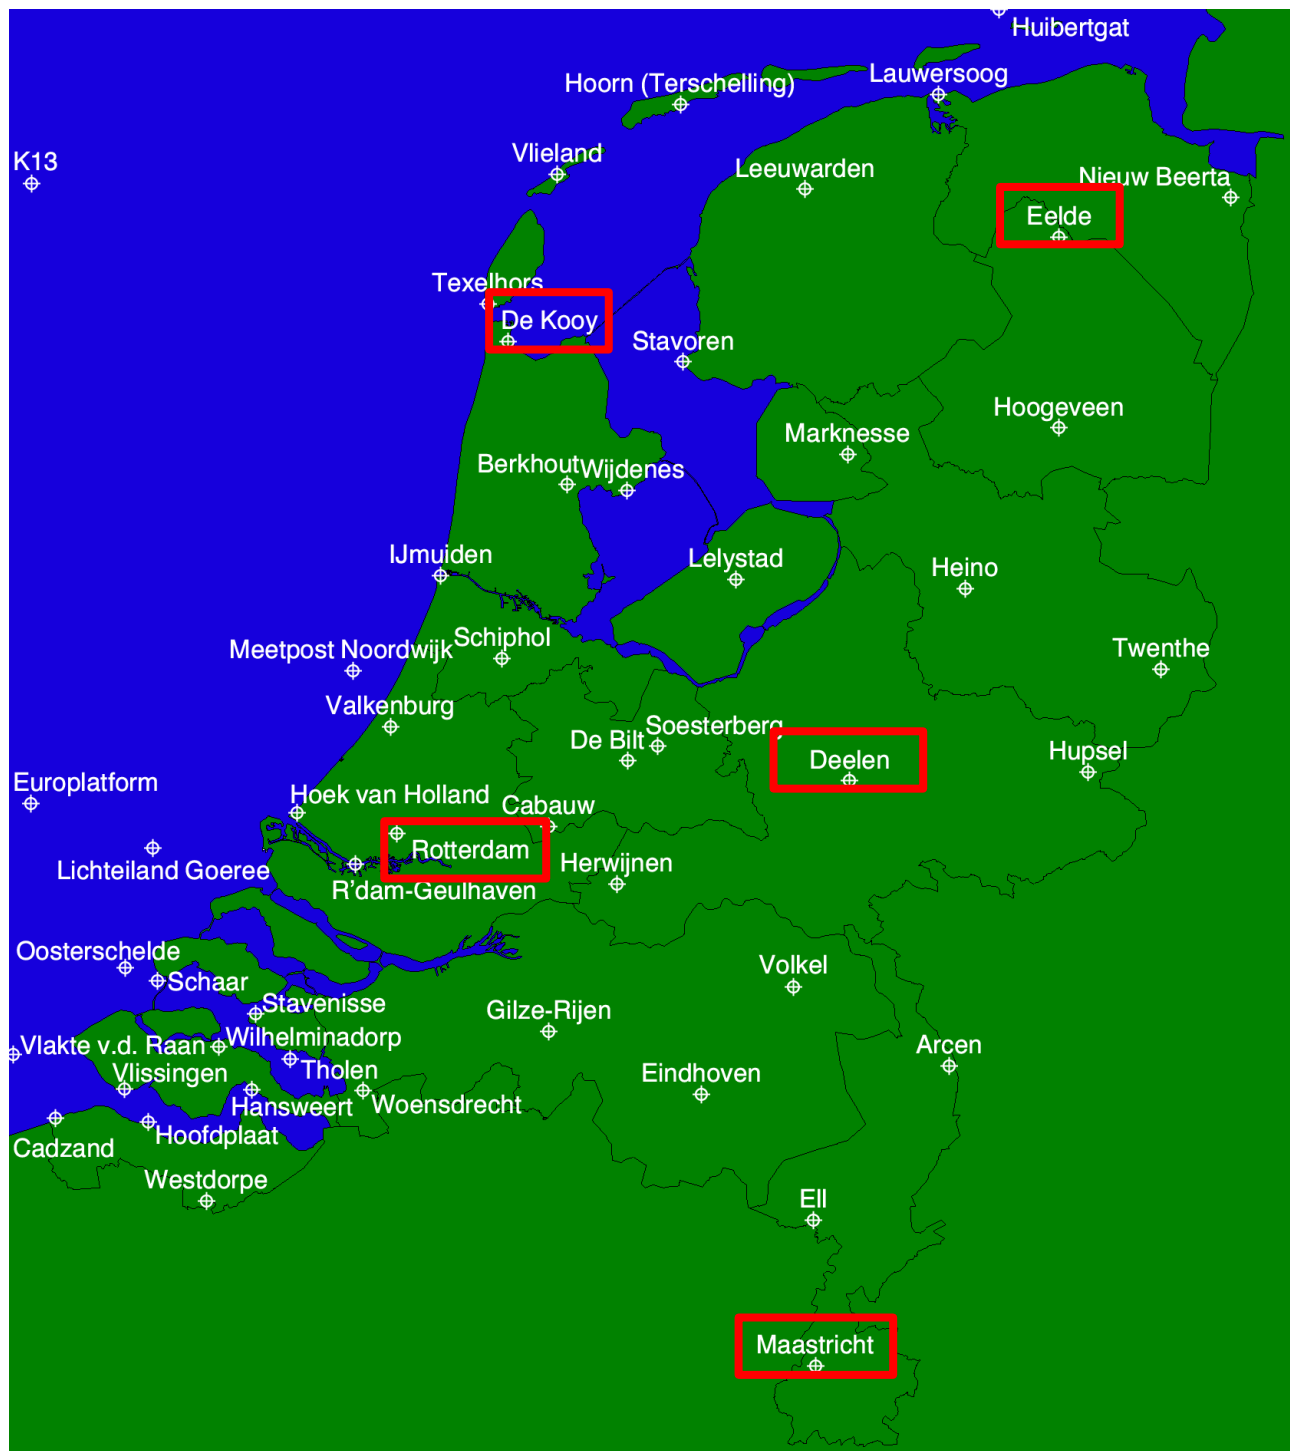 Huibertgat
Lauwersoog
Hoorn (Terschelling)
Vlieland
K13
Leeuwarden
Nieuw Beerta
Eelde
Texelhors
De Kooy
Stavoren
Hoogeveen
Marknesse
Berkhout
Wijdenes
IJmuiden
Lelystad
Heino
Schiphol
Meetpost Noordwijk
Twenthe
Valkenburg
Soesterberg
De Bilt
Hupsel
Deelen
Europlatform
Hoek van Holland
Cabauw
Rotterdam
Herwijnen
Lichteiland Goeree
R'dam-Geulhaven
Oosterschelde
Volkel
Schaar
Stavenisse
Gilze-Rijen
Wilhelminadorp
Vlakte v.d. Raan
Arcen
Tholen
Vlissingen
Eindhoven
Hansweert
Woensdrecht
Hoofdplaat
Cadzand
Westdorpe
Ell
Maastricht